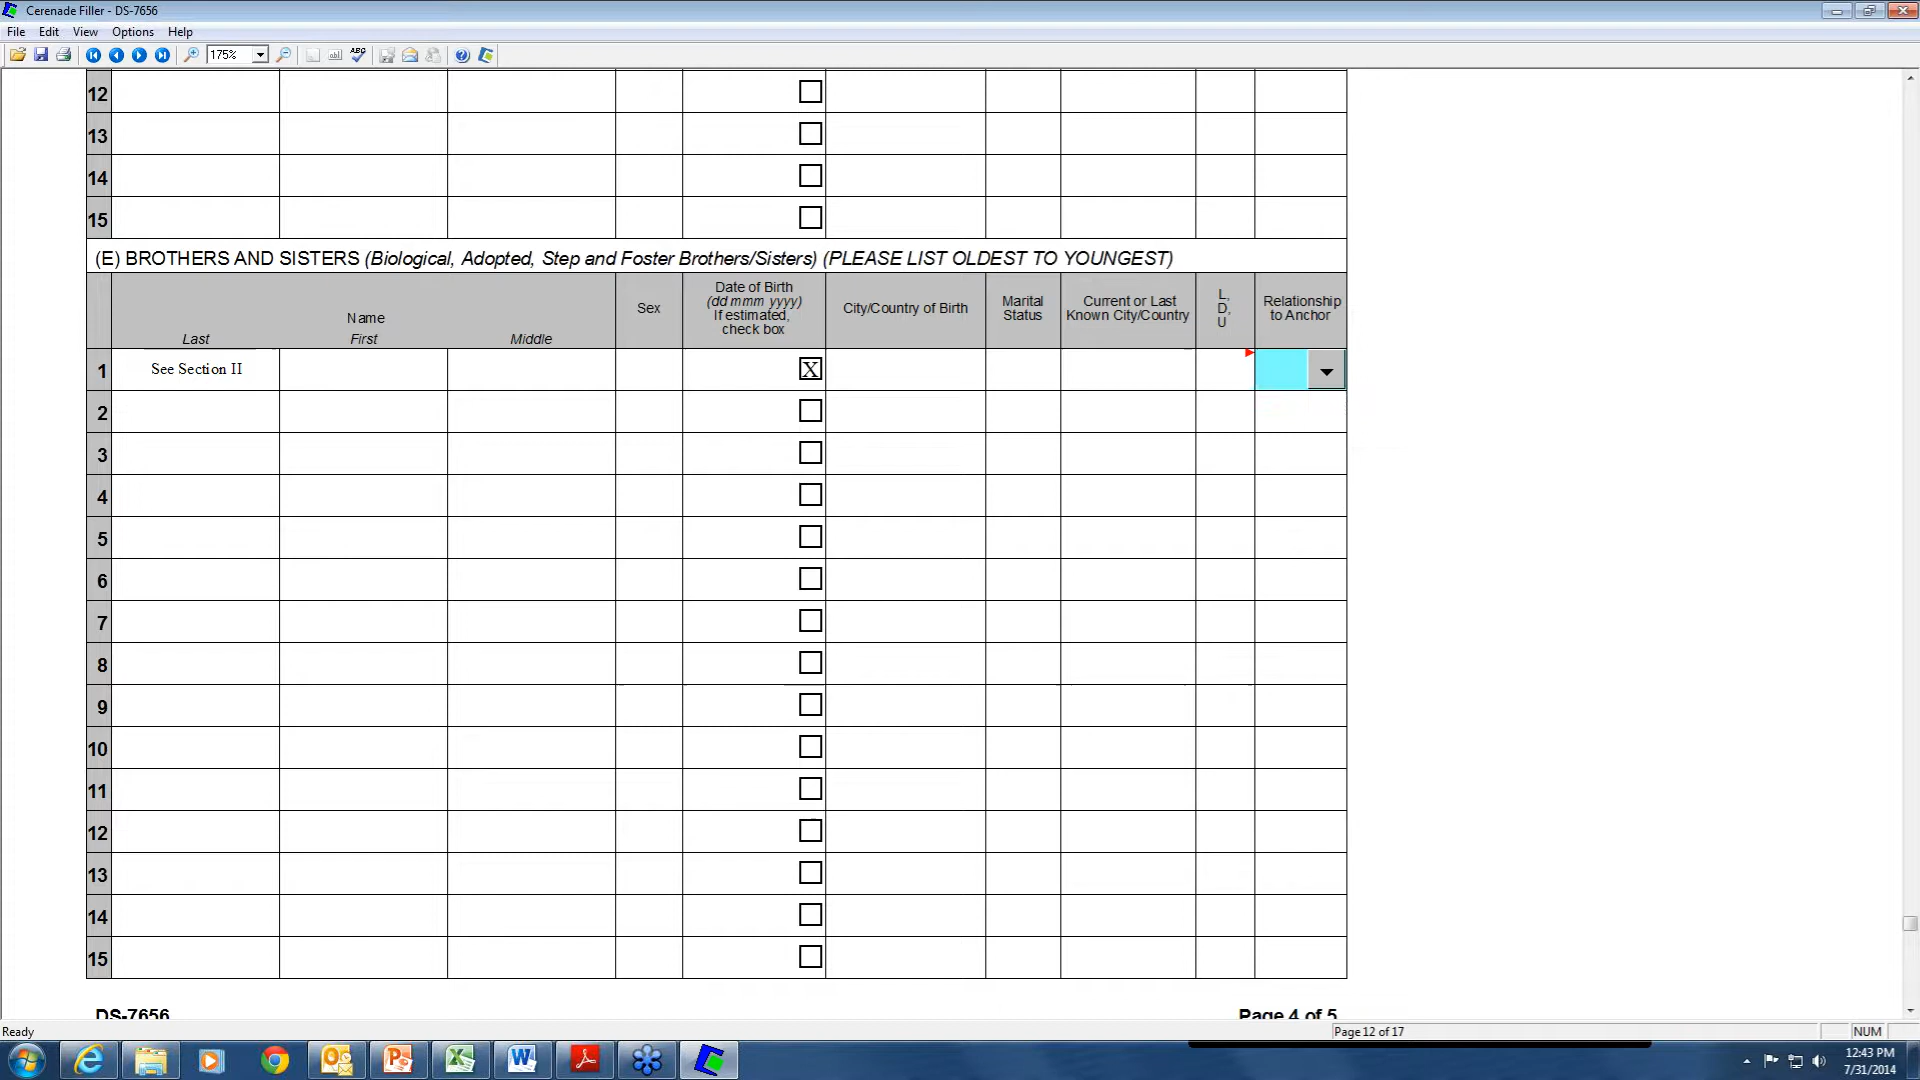 Cerenade Filler - DS-7656
File Edit View Options Help
175%
ABC
12
13
14
15
(E) BROTHERS AND SISTERS (Biological, Adopted, Step and Foster Brothers/Sisters) (PLEASE LIST OLDEST TO YOUNGEST)
Name
Last First Middle
Sex
Date of Birth
(dd mmm yyyy)
If estimated,
check box
City/Country of Birth
Marital
Status
Current or Last
Known City/Country
L,
D,
U
Relationship
to Anchor
1 See Section II X
2
3
4
5
6
7
8
9
10
11
12
13
14
15
DS-7656 Page 4 of 5
Ready Page 12 of 17 NUM
12:43 PM
7/31/2014